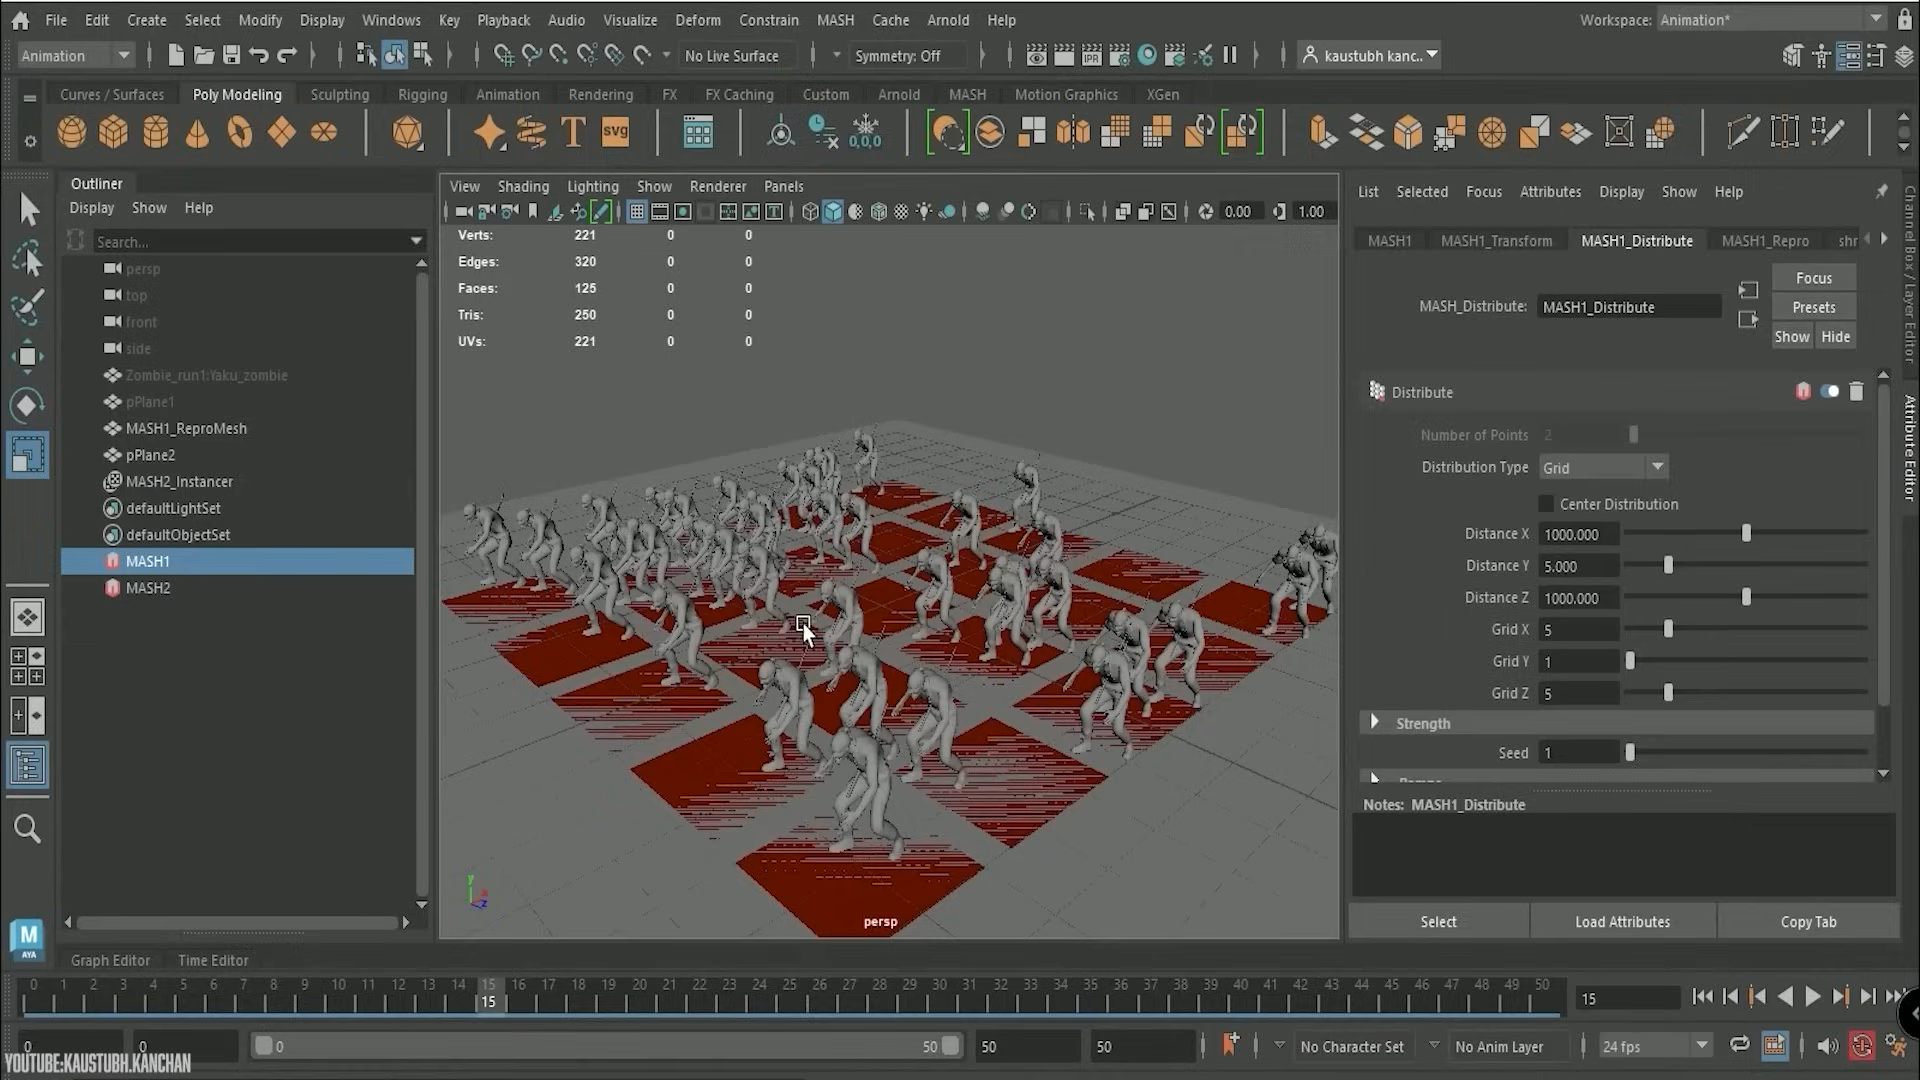 File Edit Create Select Modify Display Windows Key Playback Audio Visualize Deform Constrain MASH Cache Arnold Help Workspace: Animation*
Animation No Live Surface Symmetry: Off kaustubh kanc..
Curves / Surfaces Poly Modeling Sculpting Rigging Animation Rendering FX FX Caching Custom Arnold MASH Motion Graphics XGen
T svg 0,0,0
Outliner
Display Show Help
Search...
persp
top
front
side
Zombie_run1:Yaku_zombie
pPlane1
MASH1_ReproMesh
pPlane2
MASH2_Instancer
defaultLightSet
defaultObjectSet
MASH1
MASH2
View Shading Lighting Show Renderer Panels
0.00 1.00
Verts: 221 0 0
Edges: 320 0 0
Faces: 125 0 0
Tris: 250 0 0
UVs: 221 0 0
persp
List Selected Focus Attributes Display Show Help
MASH1 MASH1_Transform MASH1_Distribute MASH1_Repro shr
MASH_Distribute: MASH1_Distribute
Focus
Presets
Show Hide
Distribute
Number of Points 2
Distribution Type Grid
Center Distribution
Distance X 1000.000
Distance Y 5.000
Distance Z 1000.000
Grid X 5
Grid Y 1
Grid Z 5
Strength
Seed 1
Notes: MASH1_Distribute
Select Load Attributes Copy Tab
Channel Box / Layer Editor
Attribute Editor
M
AYA
Graph Editor Time Editor
0 1 2 3 4 5 6 7 8 9 10 11 12 13 14 15 16 17 18 19 20 21 22 23 24 25 26 27 28 29 30 31 32 33 34 35 36 37 38 39 40 41 42 43 44 45 46 47 48 49 50
15 15
0 0 0 50 50 50 No Character Set No Anim Layer 24 fps
YOUTUBE:KAUSTUBH.KANCHAN